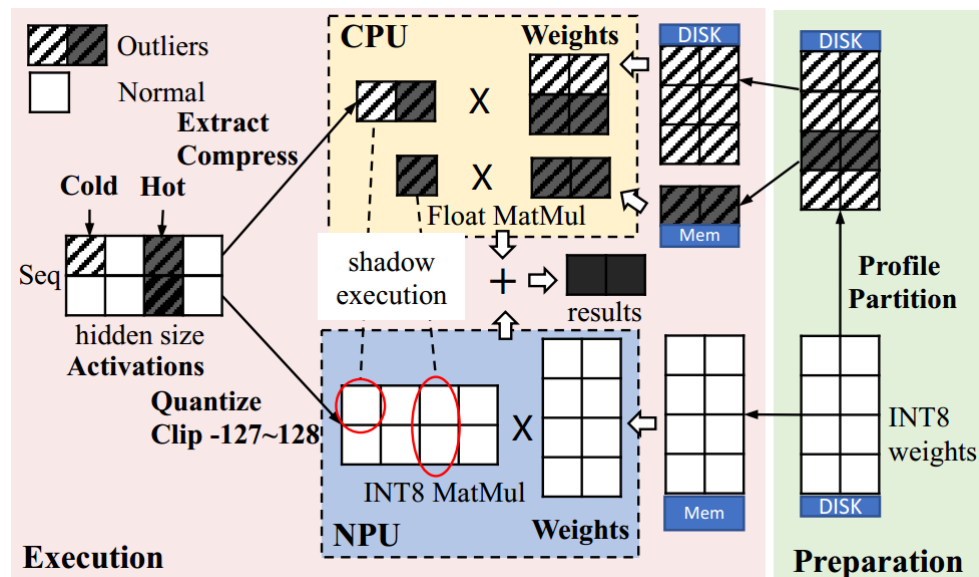 Outliers
Normal
Extract
Compress
Cold Hot
Seq
hidden size
Activations
Quantize
Clip -127~128
Execution
CPU
Weights
X
X
Float MatMul
shadow
execution
+
results
X
INT8 MatMul
NPU
Weights
DISK
Mem
Mem
DISK
Profile
Partition
INT8
weights
DISK
Preparation